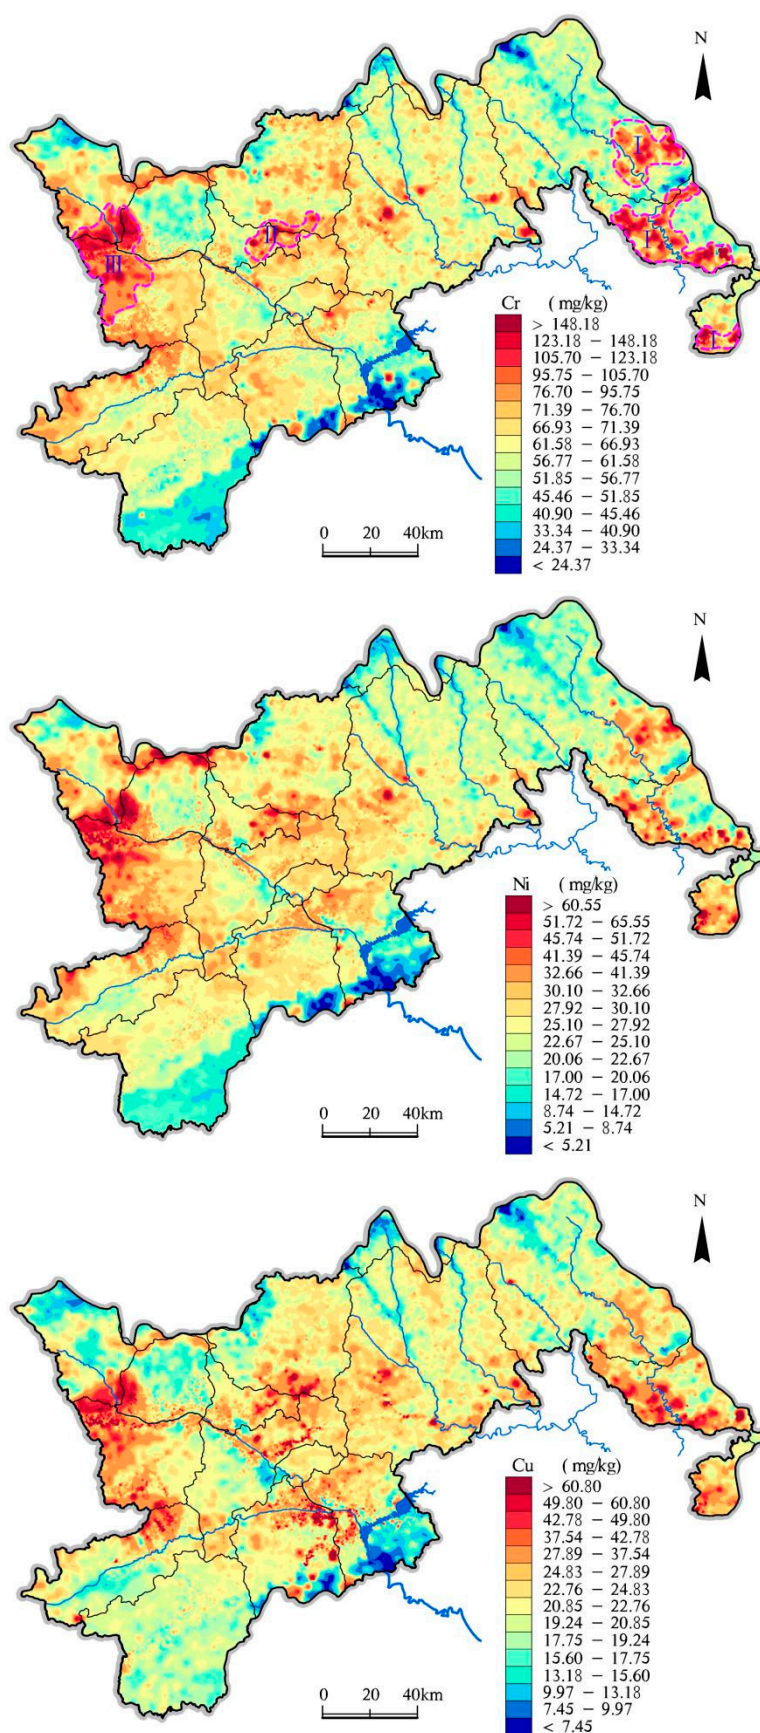 N
I
II
III
I
I
Cr (mg/kg)
> 148.18
123.18 – 148.18
105.70 – 123.18
95.75 – 105.70
76.70 – 95.75
71.39 – 76.70
66.93 – 71.39
61.58 – 66.93
56.77 – 61.58
51.85 – 56.77
45.46 – 51.85
40.90 – 45.46
33.34 – 40.90
24.37 – 33.34
< 24.37
0 20 40km
N
Ni (mg/kg)
> 60.55
51.72 – 65.55
45.74 – 51.72
41.39 – 45.74
32.66 – 41.39
30.10 – 32.66
27.92 – 30.10
25.10 – 27.92
22.67 – 25.10
20.06 – 22.67
17.00 – 20.06
14.72 – 17.00
8.74 – 14.72
5.21 – 8.74
< 5.21
0 20 40km
N
Cu (mg/kg)
> 60.80
49.80 – 60.80
42.78 – 49.80
37.54 – 42.78
27.89 – 37.54
24.83 – 27.89
22.76 – 24.83
20.85 – 22.76
19.24 – 20.85
17.75 – 19.24
15.60 – 17.75
13.18 – 15.60
9.97 – 13.18
7.45 – 9.97
< 7.45
0 20 40km